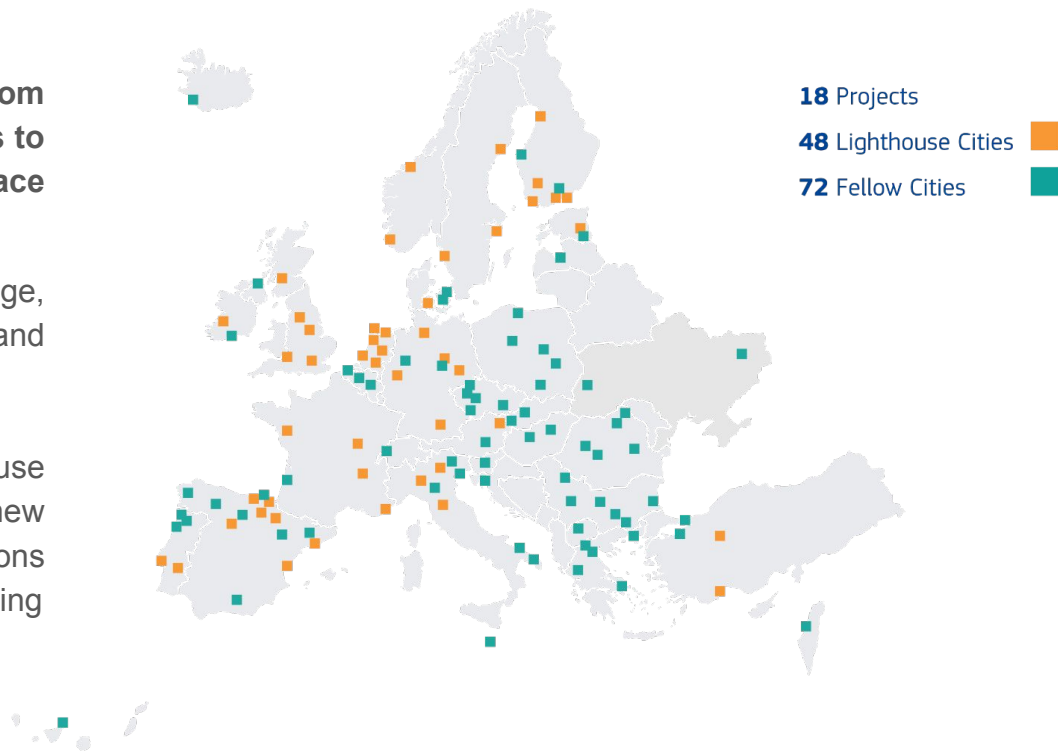 om
s to
ace
ge,
and
use
new
ons
ing
18 Projects
48 Lighthouse Cities
72 Fellow Cities